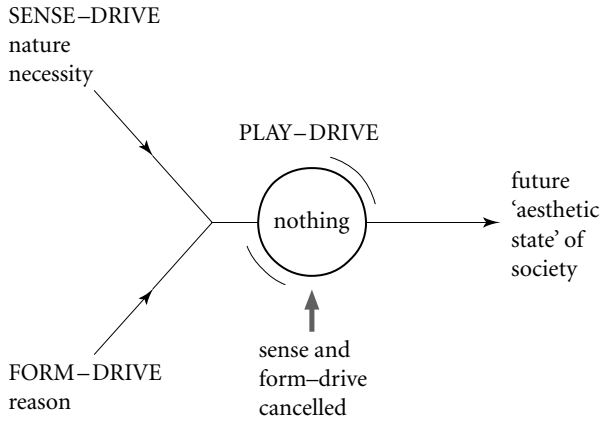 SENSE–DRIVE
nature
necessity
PLAY–DRIVE
nothing
future
‘aesthetic
state’ of
society
sense and
form–drive
cancelled
FORM–DRIVE
reason